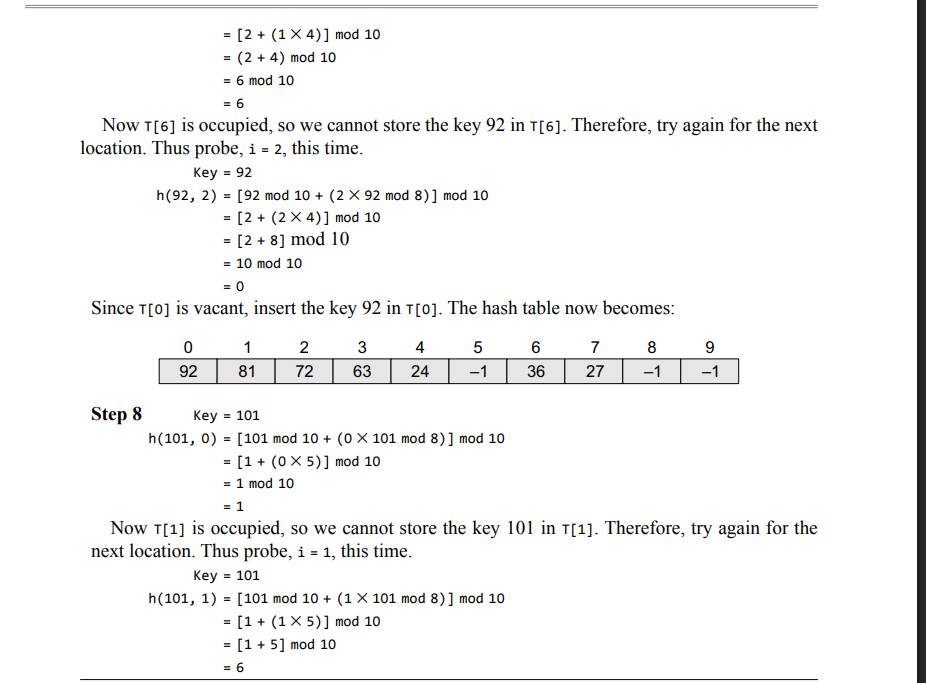 = [2 + (1 × 4)] mod 10
= (2 + 4) mod 10
= 6 mod 10
= 6
Now T[6] is occupied, so we cannot store the key 92 in T[6]. Therefore, try again for the next
location. Thus probe, i = 2, this time.
Key = 92
h(92, 2) = [92 mod 10 + (2 × 92 mod 8)] mod 10
= [2 + (2 × 4)] mod 10
= [2 + 8] mod 10
= 10 mod 10
= 0
Since T[0] is vacant, insert the key 92 in T[0]. The hash table now becomes:
0 1 2 3 4 5 6 7 8 9
92 81 72 63 24 –1 36 27 –1 –1
Step 8 Key = 101
h(101, 0) = [101 mod 10 + (0 × 101 mod 8)] mod 10
= [1 + (0 × 5)] mod 10
= 1 mod 10
= 1
Now T[1] is occupied, so we cannot store the key 101 in T[1]. Therefore, try again for the
next location. Thus probe, i = 1, this time.
Key = 101
h(101, 1) = [101 mod 10 + (1 × 101 mod 8)] mod 10
= [1 + (1 × 5)] mod 10
= [1 + 5] mod 10
= 6